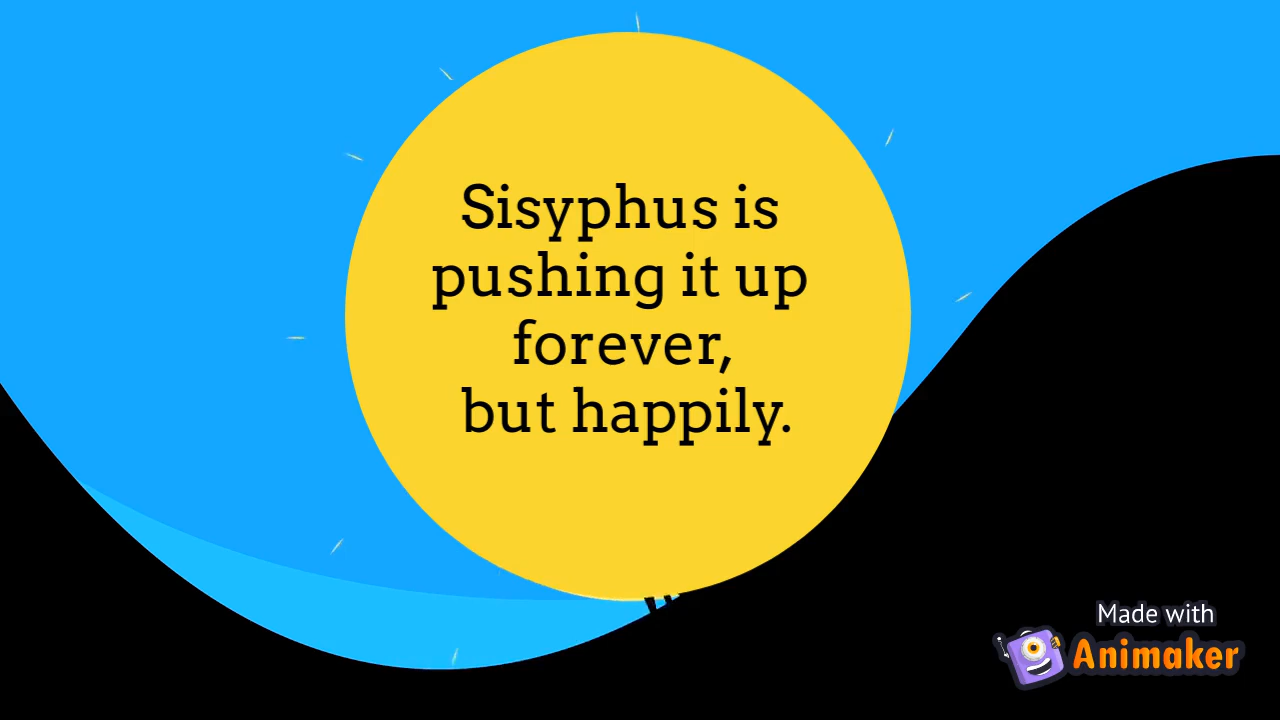 Sisyphus is
pushing it up
forever,
but happily.
Made with
Animaker